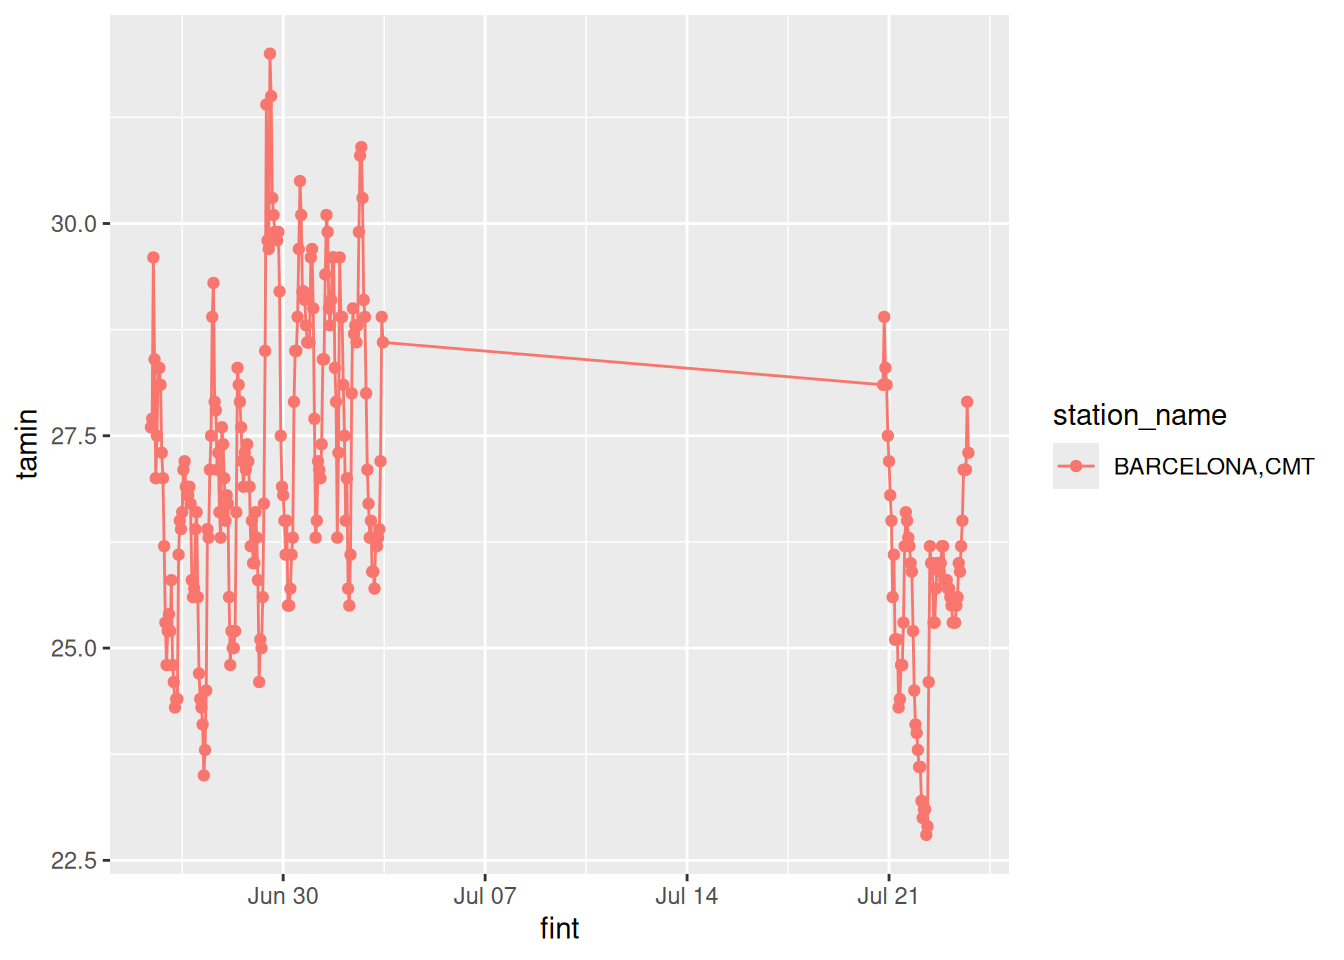 30.0
27.5
25.0
22.5
tamin
Jun 30
Jul 07
Jul 14
Jul 21
fint
station_name
BARCELONA,CMT